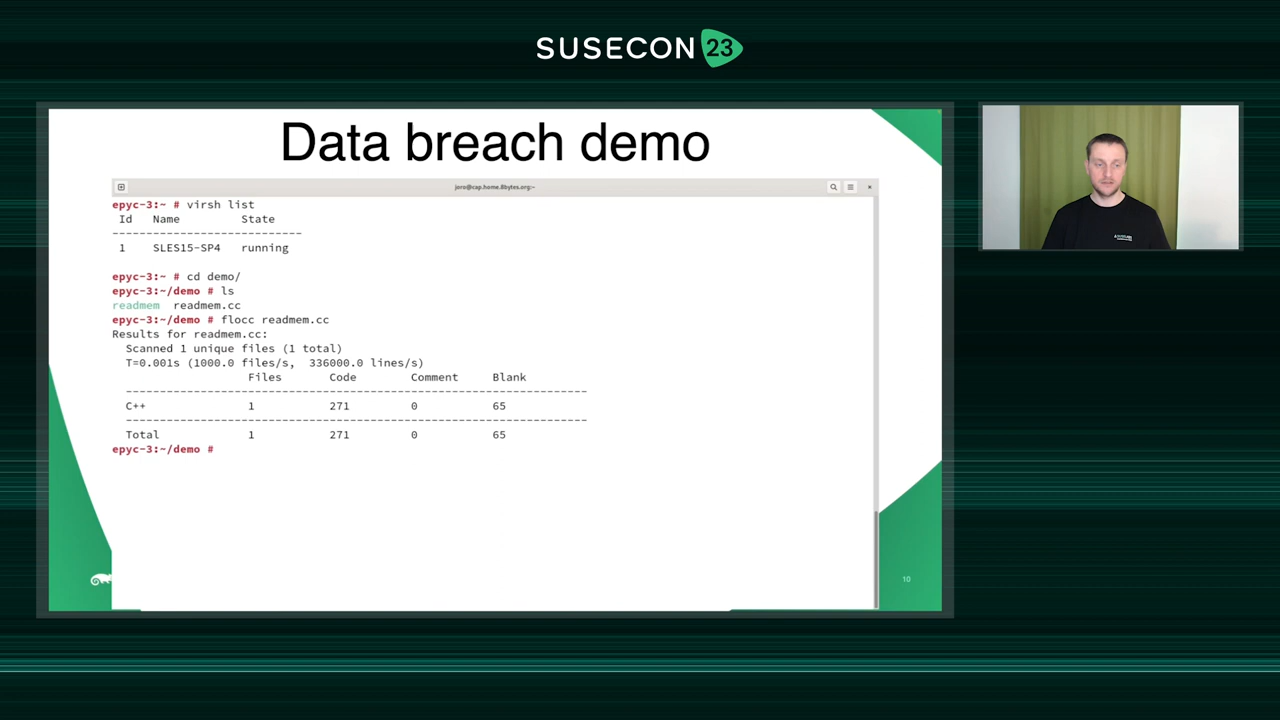 SUSECON 23
Data breach demo
joro@cap.home.8bytes.org:~
epyc-3:~ # virsh list
Id Name State
----------------------------
1 SLES15-SP4 running
epyc-3:~ # cd demo/
epyc-3:~/demo # ls
readmem readmem.cc
epyc-3:~/demo # flocc readmem.cc
Results for readmem.cc:
Scanned 1 unique files (1 total)
T=0.001s (1000.0 files/s, 336000.0 lines/s)
Files Code Comment Blank
--------------------------------------------------------------------
C++ 1 271 0 65
--------------------------------------------------------------------
Total 1 271 0 65
epyc-3:~/demo #
10